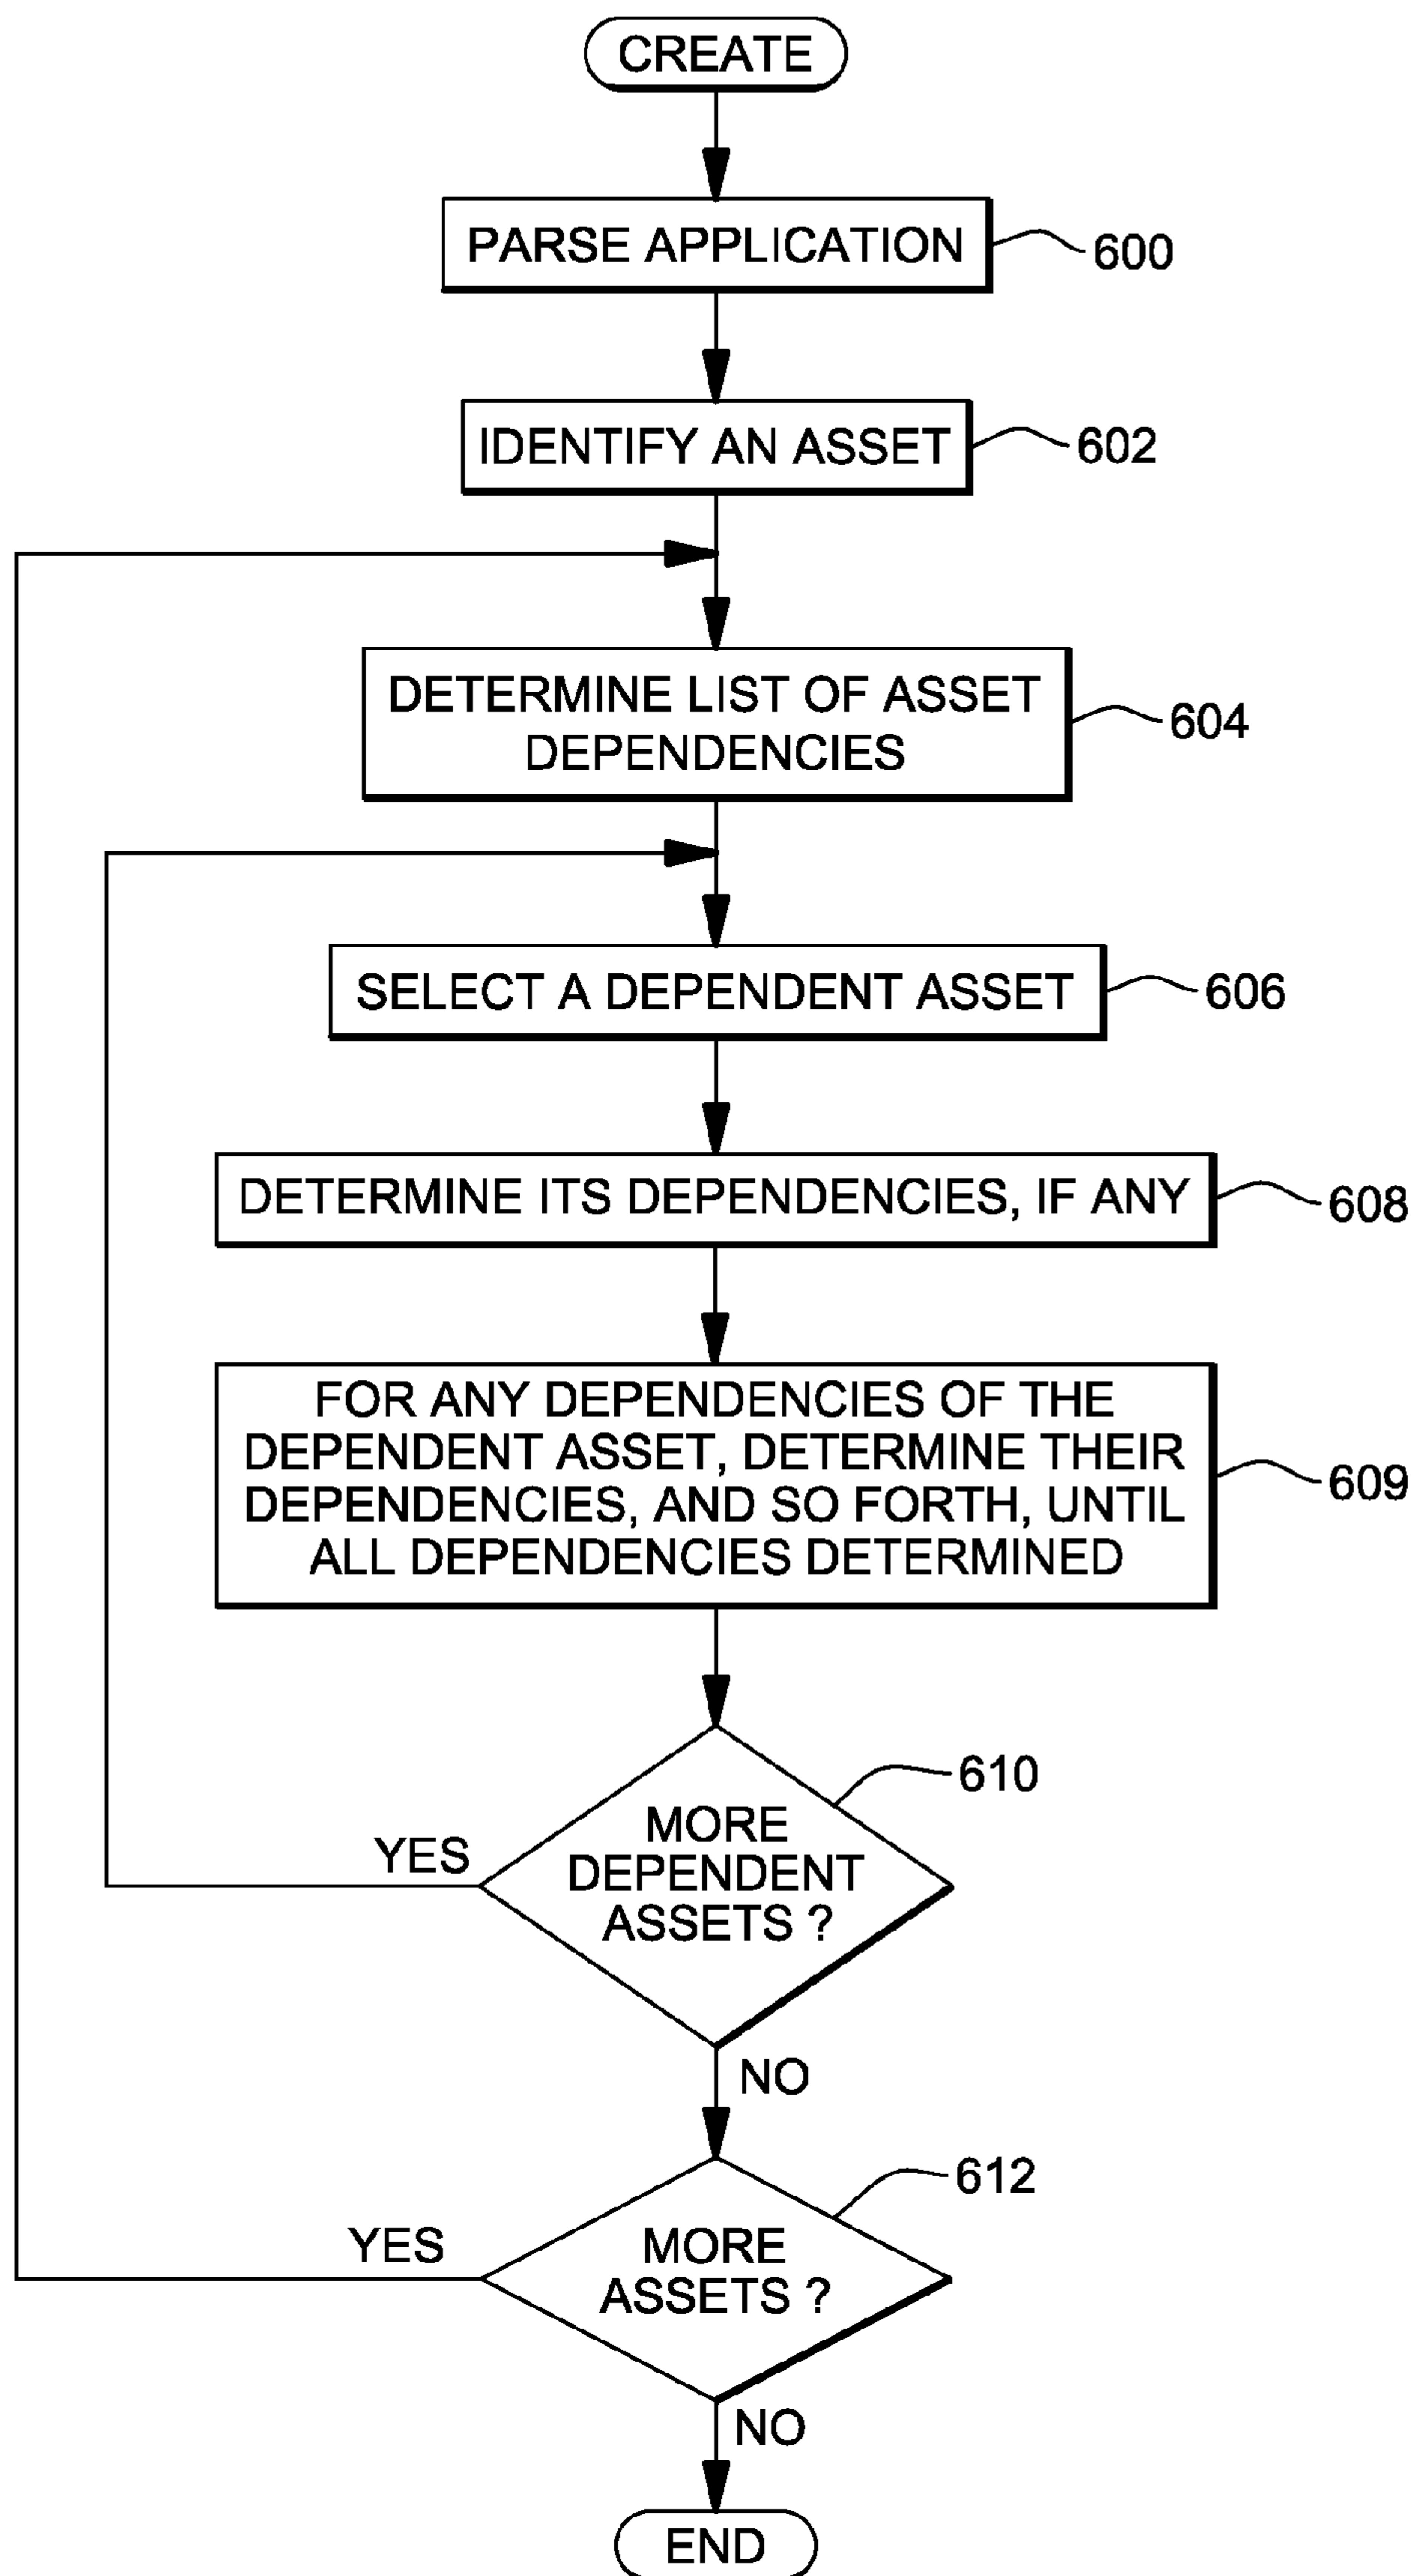 CREATE
PARSE APPLICATION
600
IDENTIFY AN ASSET
602
DETERMINE LIST OF ASSET
DEPENDENCIES
604
SELECT A DEPENDENT ASSET
606
DETERMINE ITS DEPENDENCIES, IF ANY
608
FOR ANY DEPENDENCIES OF THE
DEPENDENT ASSET, DETERMINE THEIR
DEPENDENCIES, AND SO FORTH, UNTIL
ALL DEPENDENCIES DETERMINED
609
610
YES
MORE
DEPENDENT
ASSETS ?
NO
612
YES
MORE
ASSETS ?
NO
END